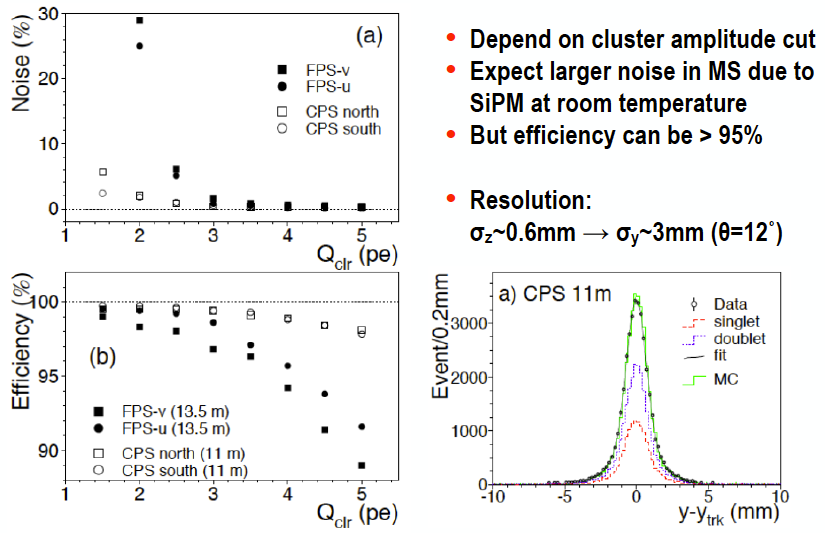 Noise (%)
30
20
10
0
(a)
FPS-v
FPS-u
CPS north
CPS south
1 2 3 4 5
Qclr (pe)
Efficiency (%)
100
95
90
(b)
FPS-v (13.5 m)
FPS-u (13.5 m)
CPS north (11 m)
CPS south (11 m)
1 2 3 4 5
Qclr (pe)
• Depend on cluster amplitude cut
• Expect larger noise in MS due to
SiPM at room temperature
• But efficiency can be > 95%
• Resolution:
σz~0.6mm → σy~3mm (θ=12˚)
Event/0.2mm
3000
2000
1000
0
a) CPS 11m
Data
singlet
doublet
fit
MC
-10 -5 0 5 10
y-ytrk (mm)